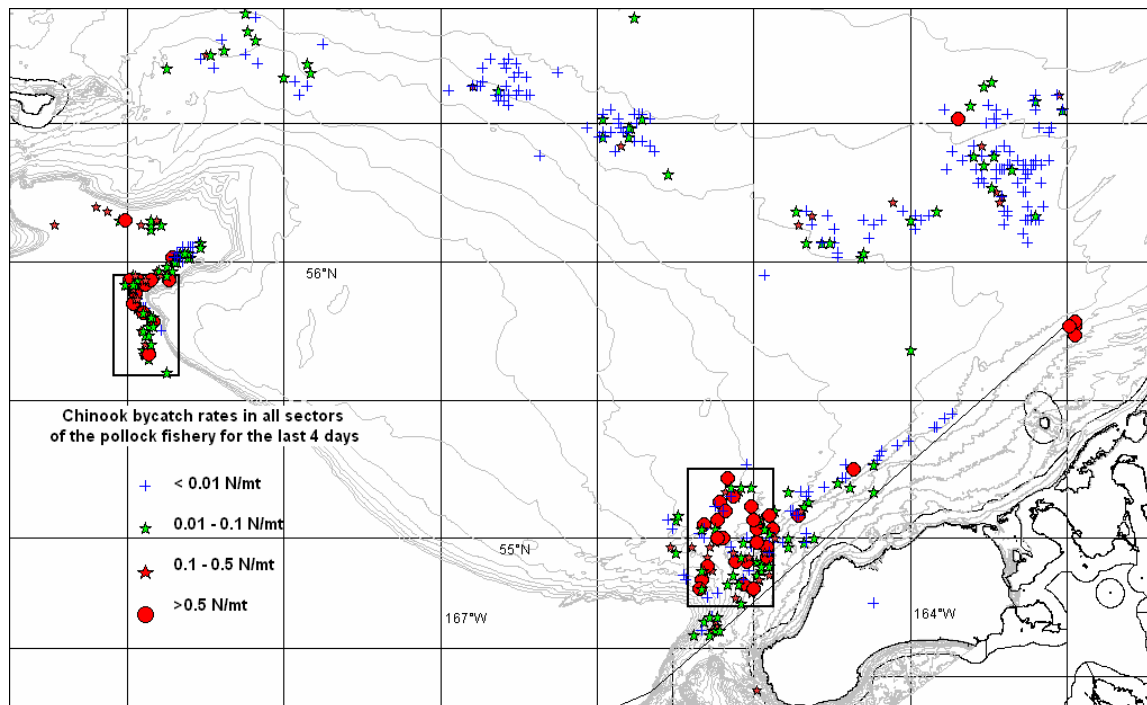 56°N
Chinook bycatch rates in all sectors
of the pollock fishery for the last 4 days
< 0.01 N/mt
0.01 - 0.1 N/mt
0.1 - 0.5 N/mt
>0.5 N/mt
55°N
167°W
164°W